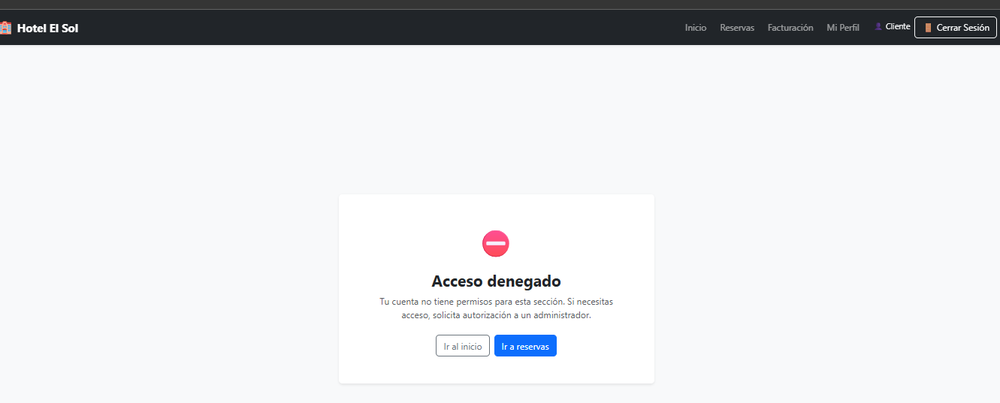 Hotel El Sol
Inicio Reservas Facturación Mi Perfil Cliente Cerrar Sesión
Acceso denegado
Tu cuenta no tiene permisos para esta sección. Si necesitas
acceso, solicita autorización a un administrador.
Ir al inicio Ir a reservas